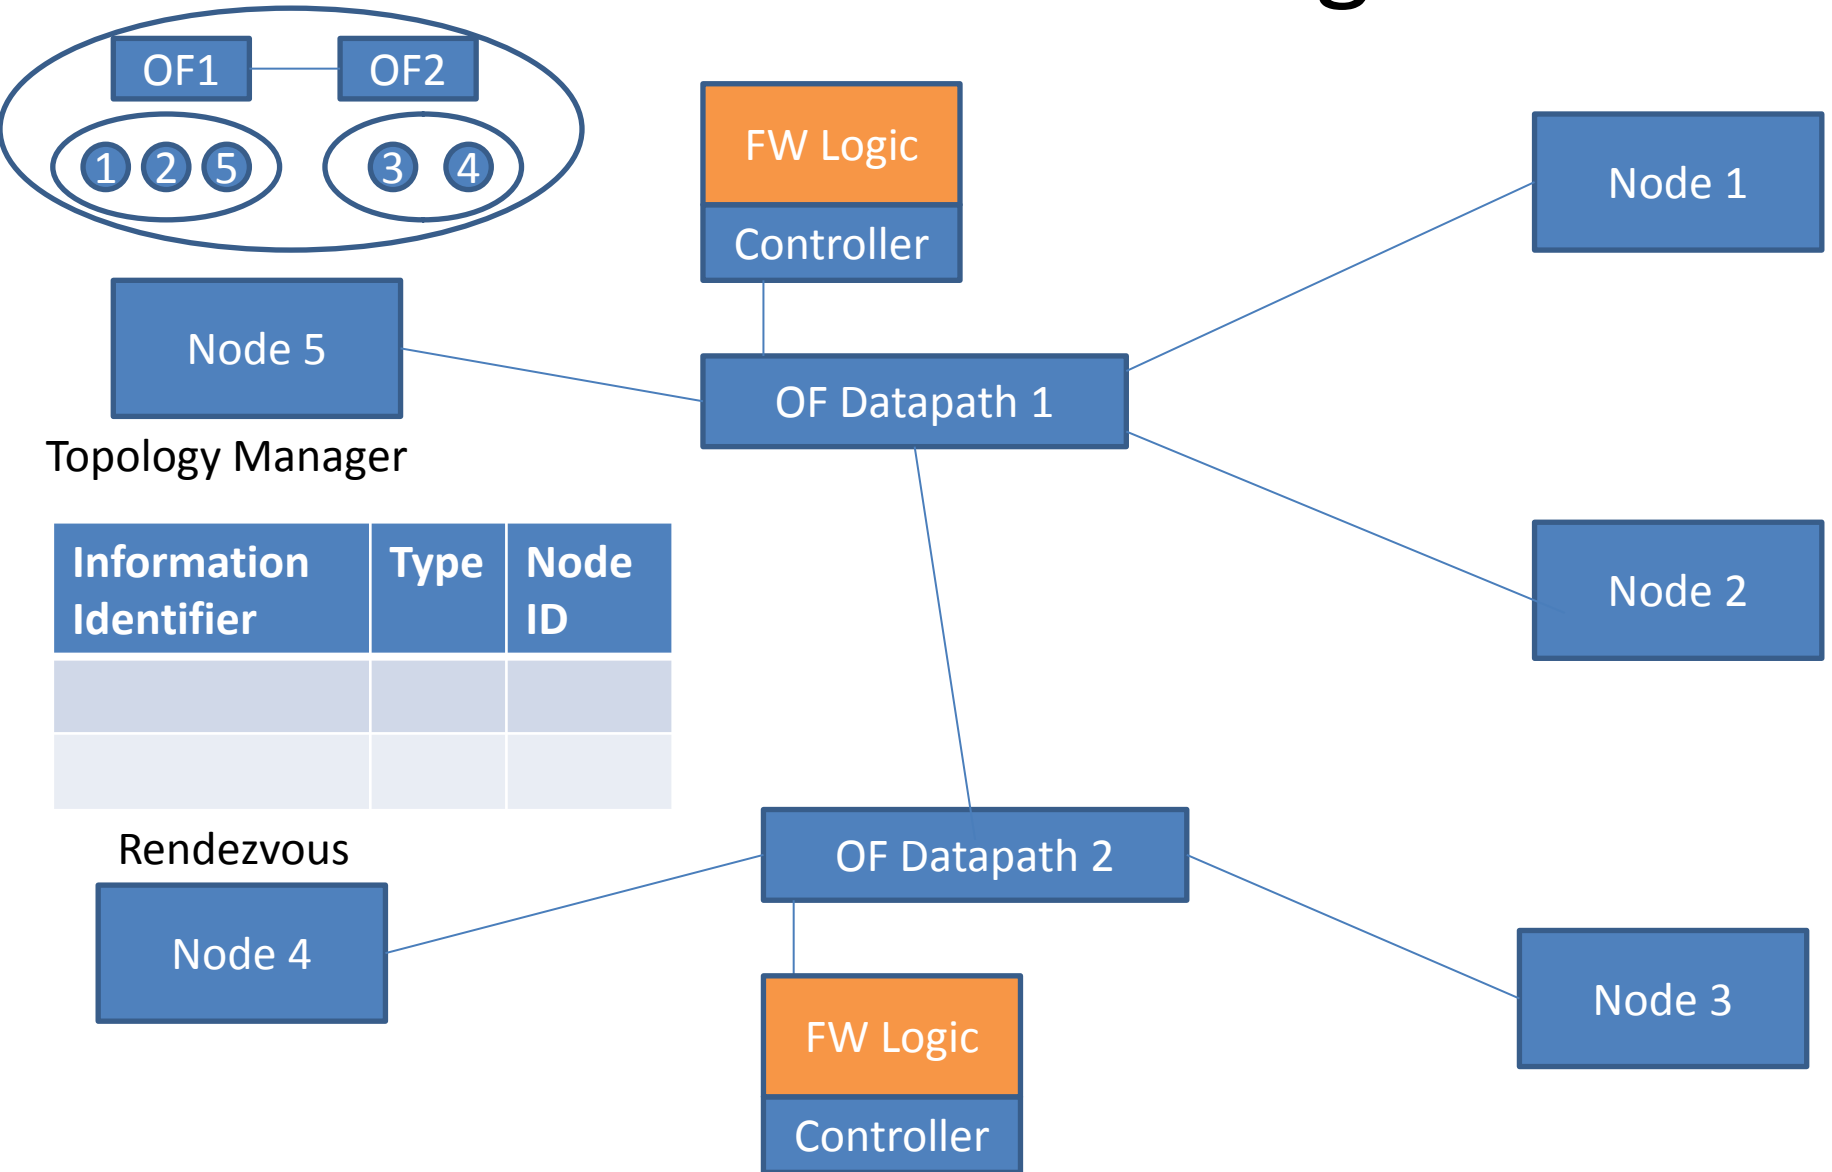 g
OF1
OF2
1
2
5
3
4
FW Logic
Controller
Node 1
Node 5
OF Datapath 1
Topology Manager
Information
Identifier
Type
Node
ID
Node 2
Rendezvous
OF Datapath 2
Node 4
Node 3
FW Logic
Controller